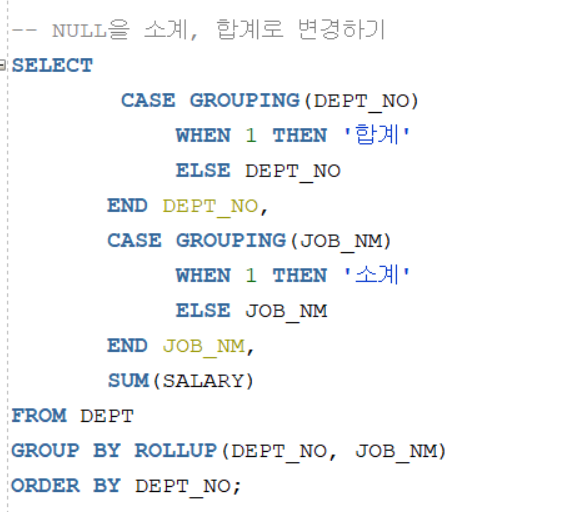 -- NULL을 소계, 합계로 변경하기
SELECT
CASE GROUPING(DEPT_NO)
WHEN 1 THEN '합계'
ELSE DEPT_NO
END DEPT_NO,
CASE GROUPING(JOB_NM)
WHEN 1 THEN '소계'
ELSE JOB_NM
END JOB_NM,
SUM(SALARY)
FROM DEPT
GROUP BY ROLLUP(DEPT_NO, JOB_NM)
ORDER BY DEPT_NO;